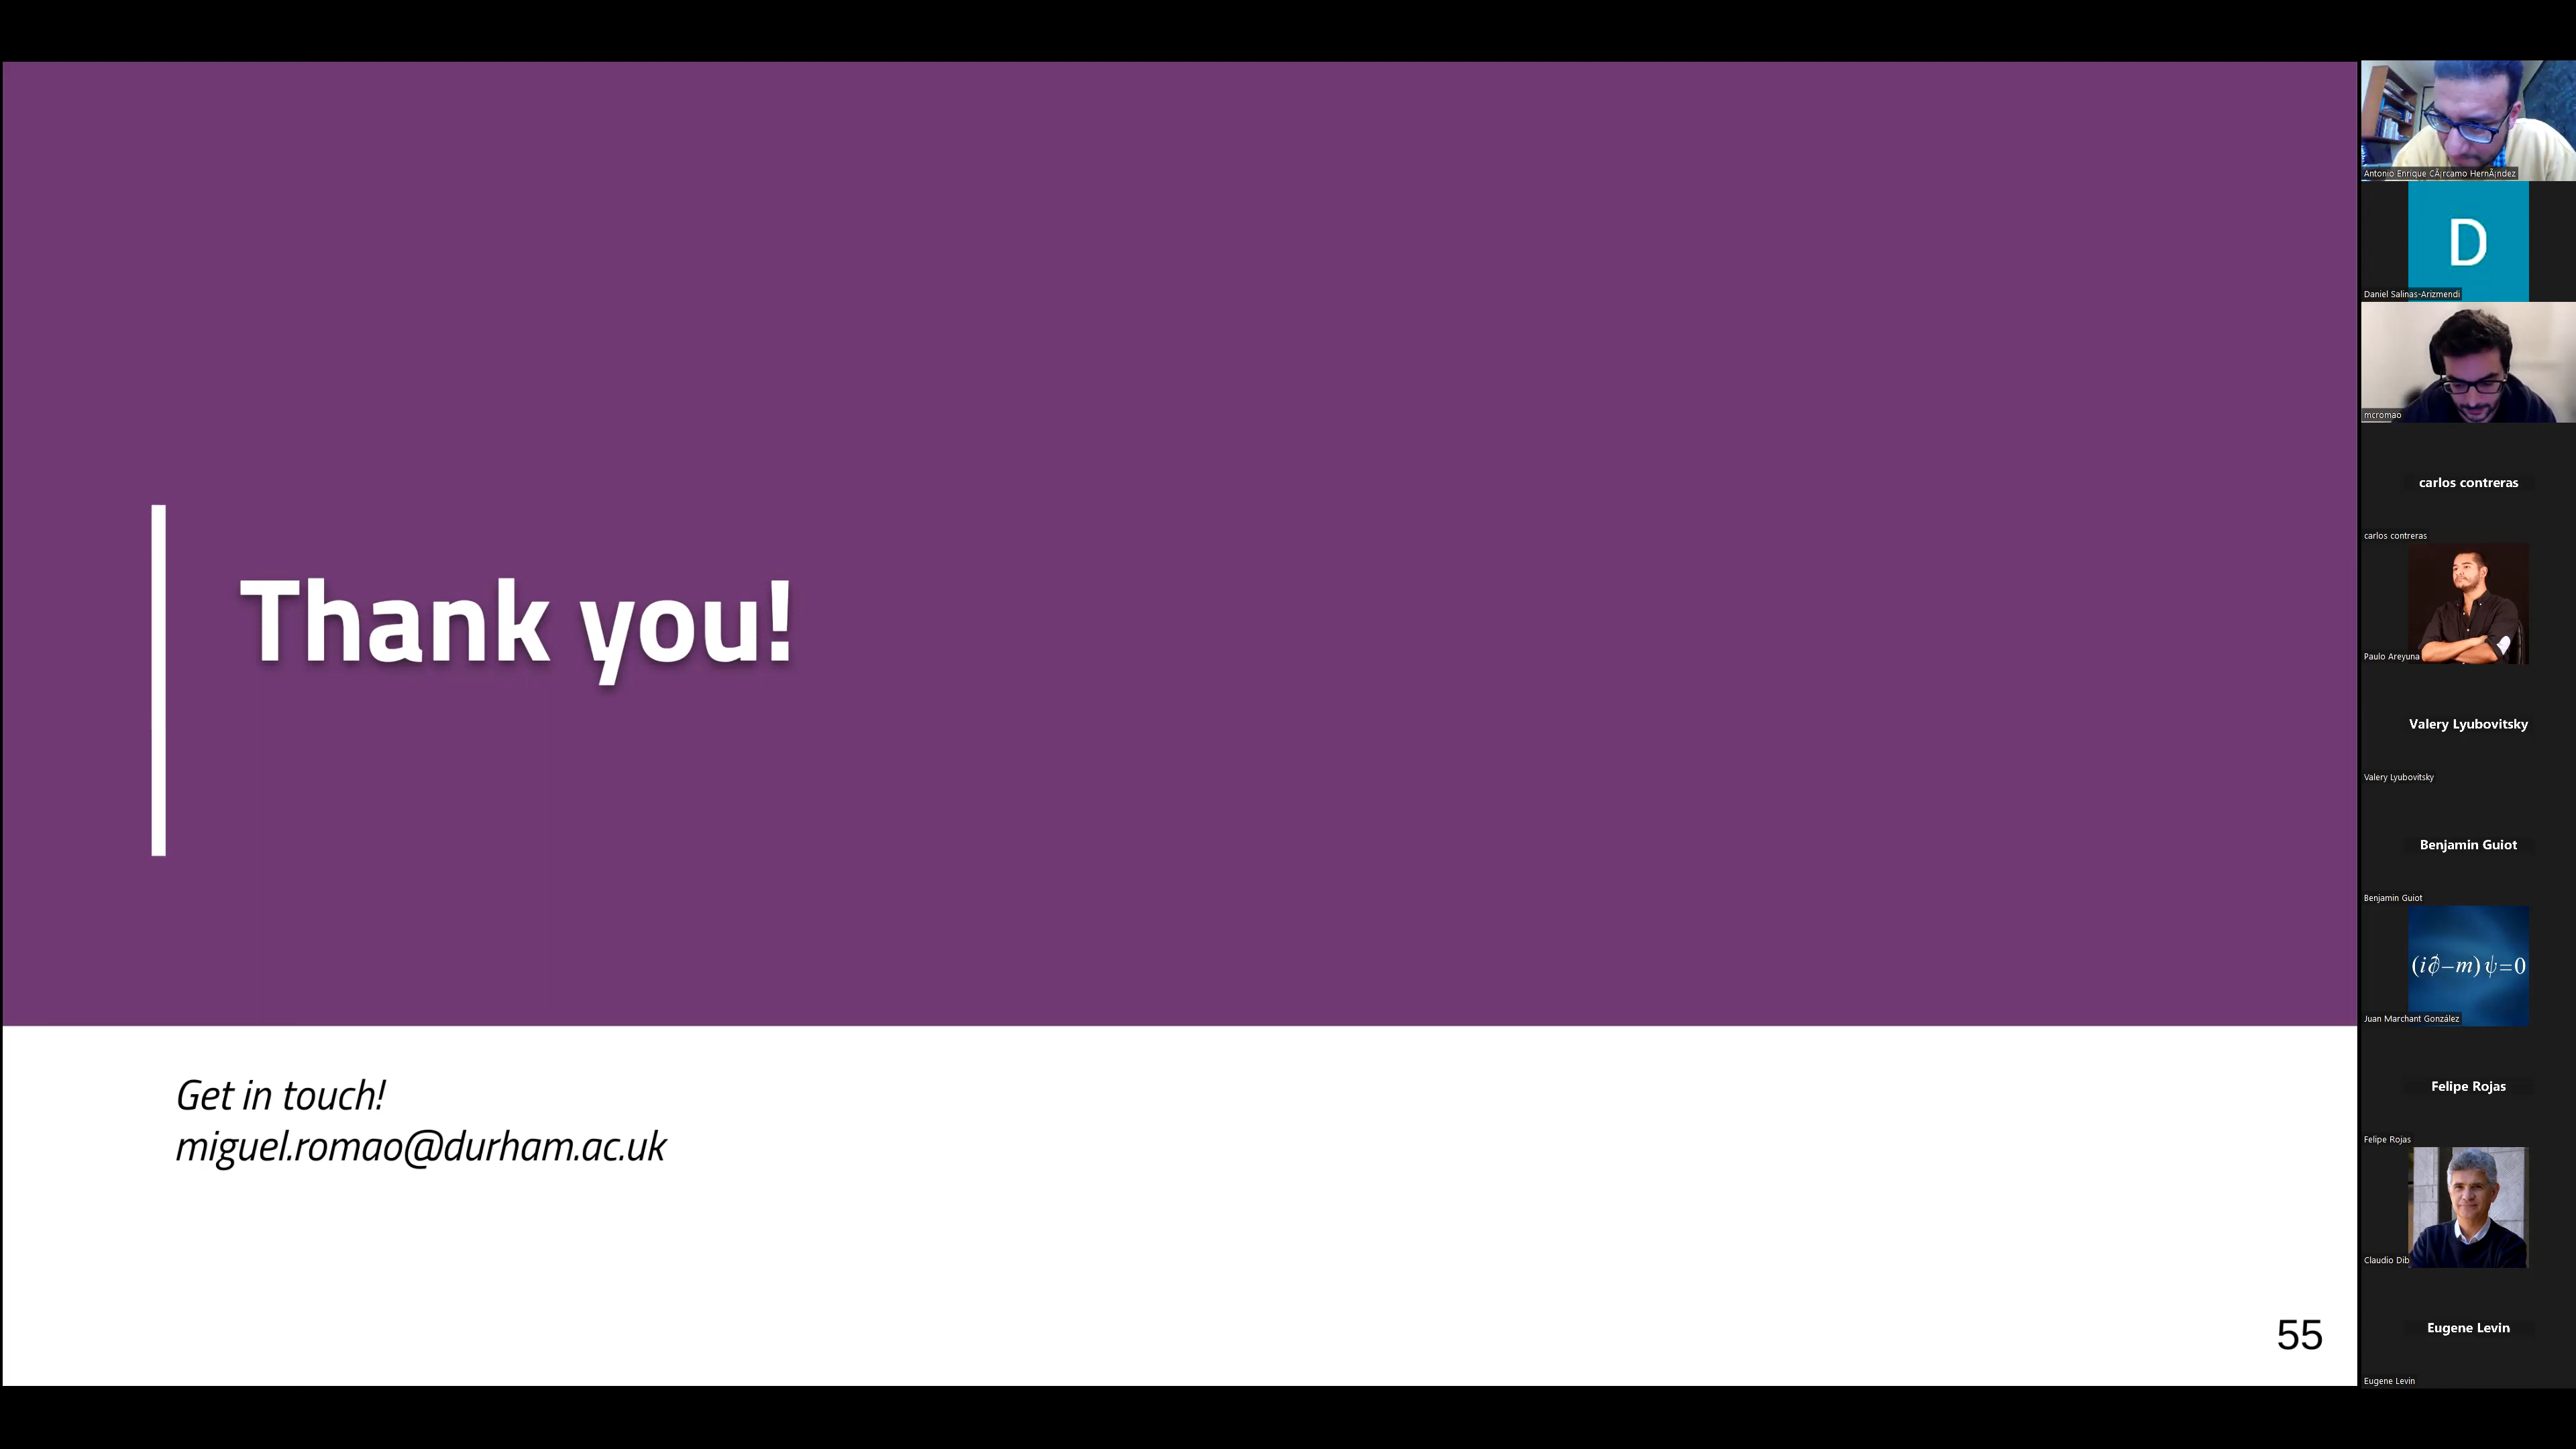 Thank you!
Get in touch!
miguel.romao@durham.ac.uk
55
Antonio Enrique CÃ¡rcamo HernÃ¡ndez
D
Daniel Salinas-Arizmendi
mcromao
carlos contreras
carlos contreras
Paulo Areyuna
Valery Lyubovitsky
Valery Lyubovitsky
Benjamin Guiot
Benjamin Guiot
(i∂̸−m)ψ=0
Juan Marchant González
Felipe Rojas
Felipe Rojas
Claudio Dib
Eugene Levin
Eugene Levin